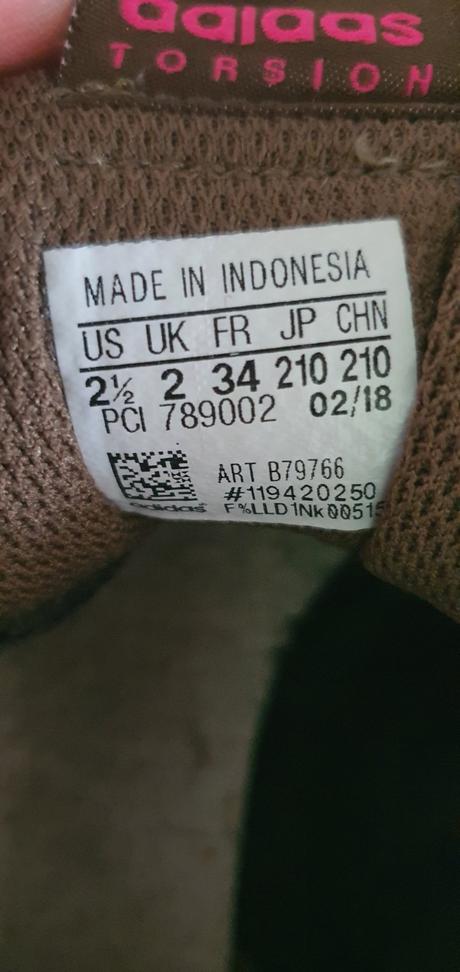 adidas
TORSION
MADE IN INDONESIA
US UK FR JP CHN
2½ 2 34 210 210
PCI 789002 02/18
ART B79766
#119420250
adidas F%LLD1Nk00515